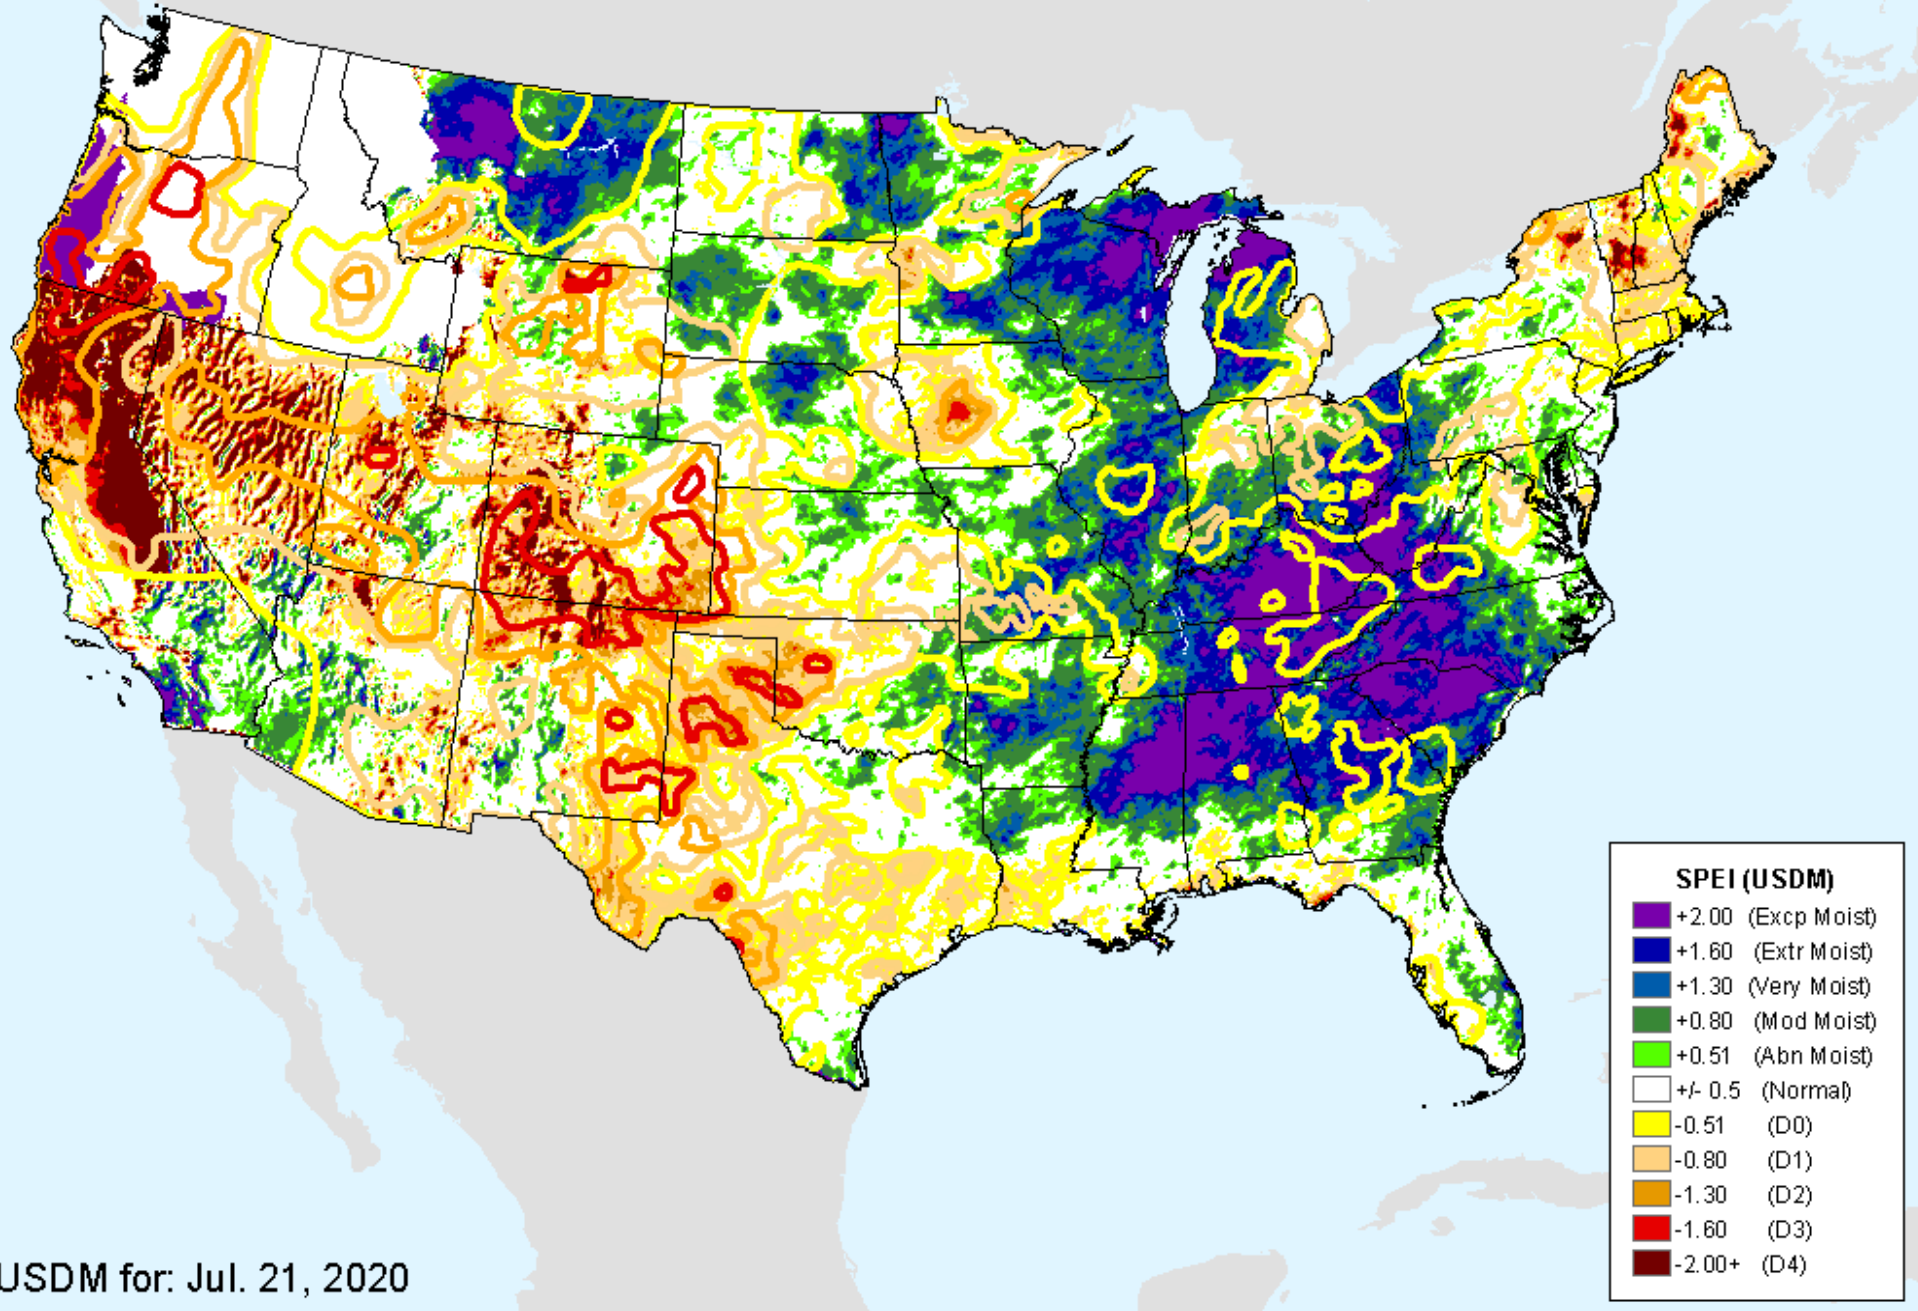 SPEI (USDM)
+2.00 (Excp Moist)
+1.60 (Extr Moist)
+1.30 (Very Moist)
+0.80 (Mod Moist)
+0.51 (Abn Moist)
+/- 0.5 (Normal)
-0.51 (D0)
-0.80 (D1)
-1.30 (D2)
-1.60 (D3)
-2.00+ (D4)
USDM for: Jul. 21, 2020